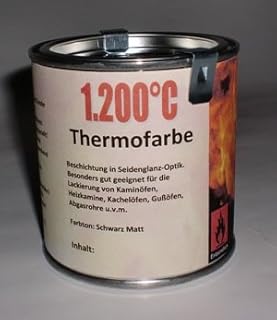 1.200°C
Thermofarbe
Beschichtung in Seidenglanz-Optik.
Besonders gut geeignet für die
Lackierung von Kaminöfen,
Heizkamine, Kachelöfen, Gußöfen,
Abgasrohre u.v.m.
Farbton: Schwarz Matt
Inhalt: